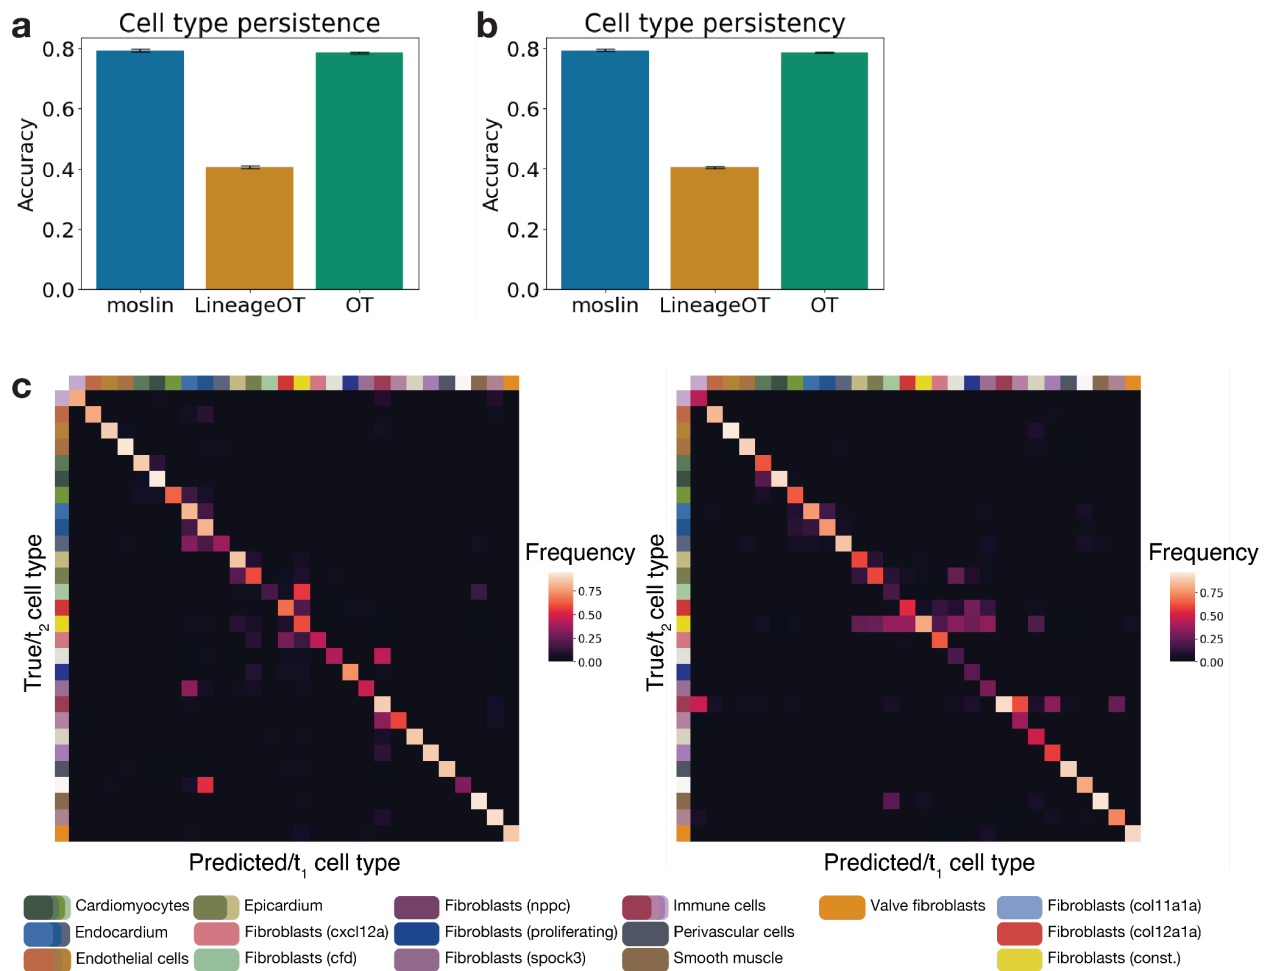 a
Cell type persistence
Accuracy
0.8
0.6
0.4
0.2
0.0
moslin
LineageOT
OT
b
Cell type persistency
Accuracy
0.8
0.6
0.4
0.2
0.0
moslin
LineageOT
OT
c
True/t2 cell type
Predicted/t1 cell type
Frequency
0.75
0.50
0.25
0.00
True/t2 cell type
Predicted/t1 cell type
Frequency
0.75
0.50
0.25
0.00
Cardiomyocytes
Epicardium
Fibroblasts (nppc)
Immune cells
Valve fibroblasts
Fibroblasts (col11a1a)
Endocardium
Fibroblasts (cxcl12a)
Fibroblasts (proliferating)
Perivascular cells
Fibroblasts (col12a1a)
Endothelial cells
Fibroblasts (cfd)
Fibroblasts (spock3)
Smooth muscle
Fibroblasts (const.)